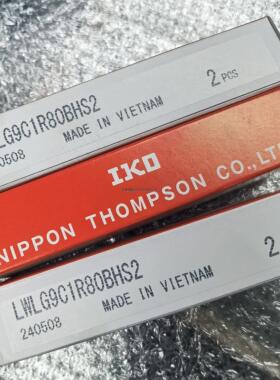 LG9C1R80BHS2
2 PCS
0508
MADE IN VIETNAM
IKO
NIPPON THOMPSON CO.,LT
LWLG9C1R80BHS2
2
240508
MADE IN VIETNAM